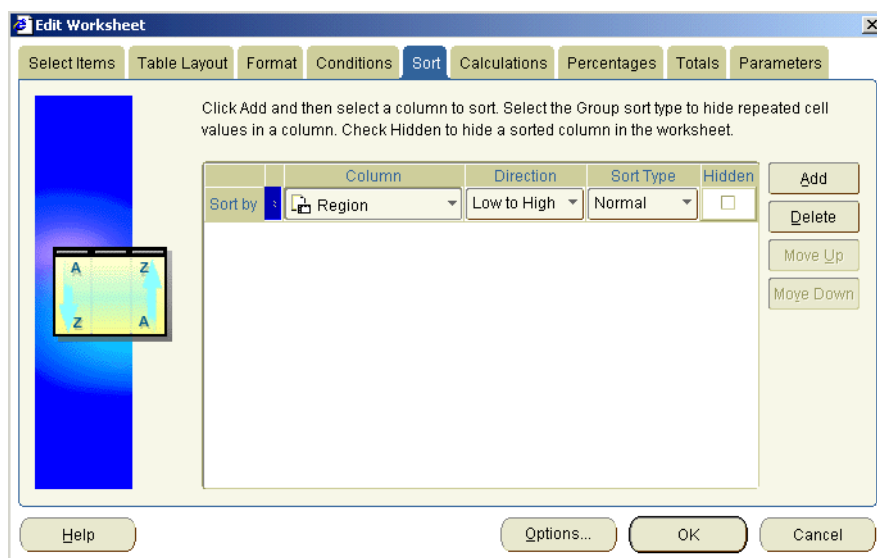 Edit Worksheet
Select Items Table Layout Format Conditions Sort Calculations Percentages Totals Parameters
Click Add and then select a column to sort. Select the Group sort type to hide repeated cell
values in a column. Check Hidden to hide a sorted column in the worksheet.
Column Direction Sort Type Hidden
Sort by Region Low to High Normal
Add
Delete
Move Up
Move Down
A Z
Z A
Help Options... OK Cancel